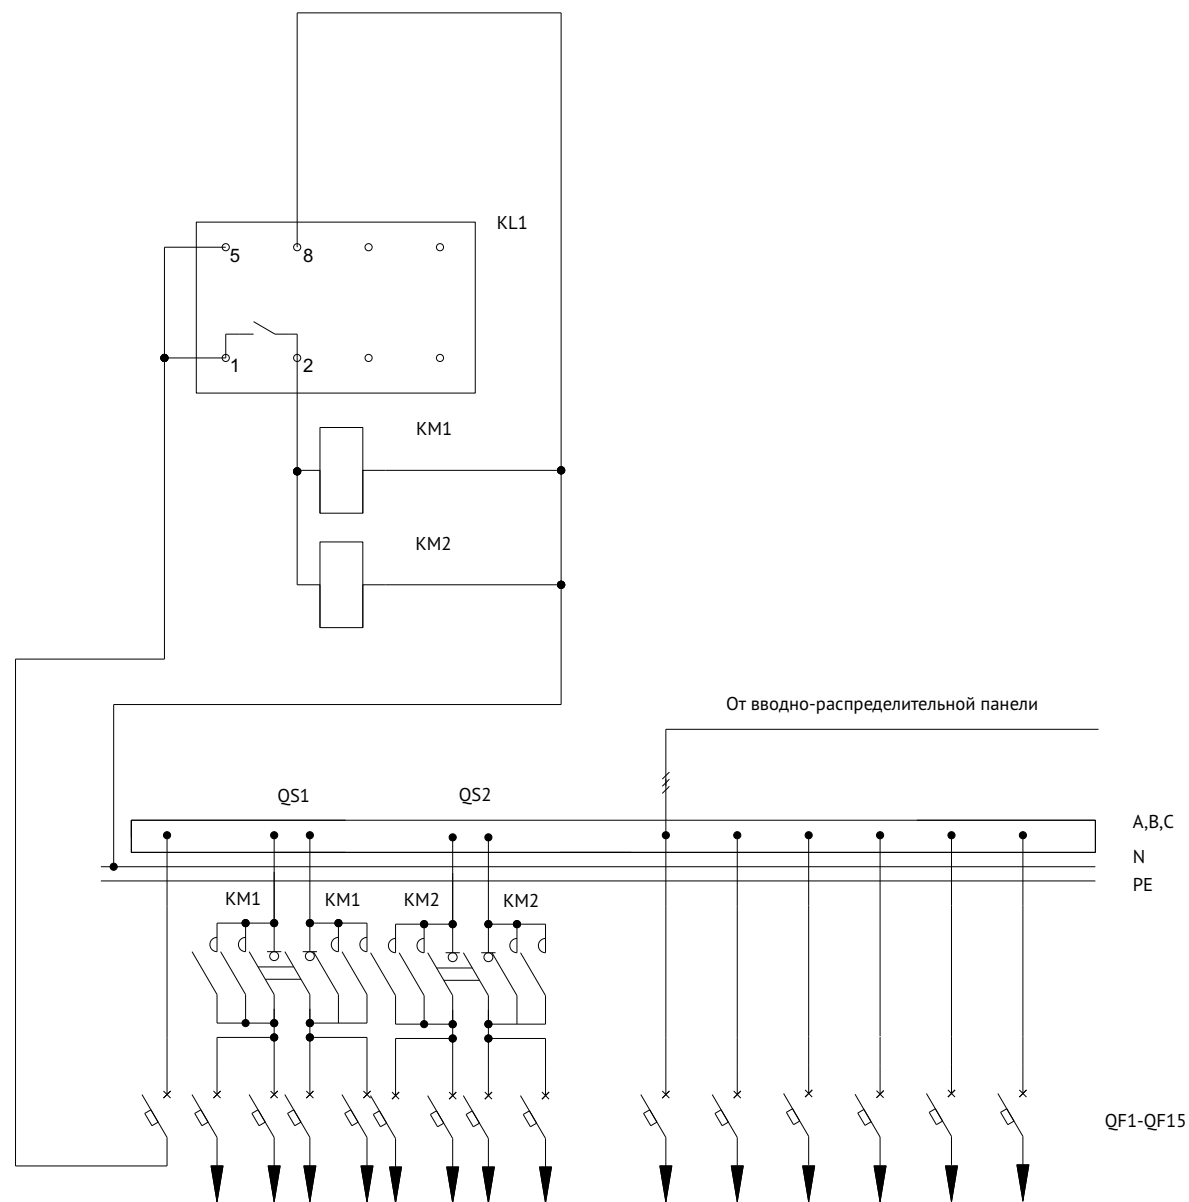 KL1
5
8
1
2
KM1
KM2
От вводно-распределительной панели
QS1
QS2
A,B,C
N
PE
KM1
KM1
KM2
KM2
QF1-QF15